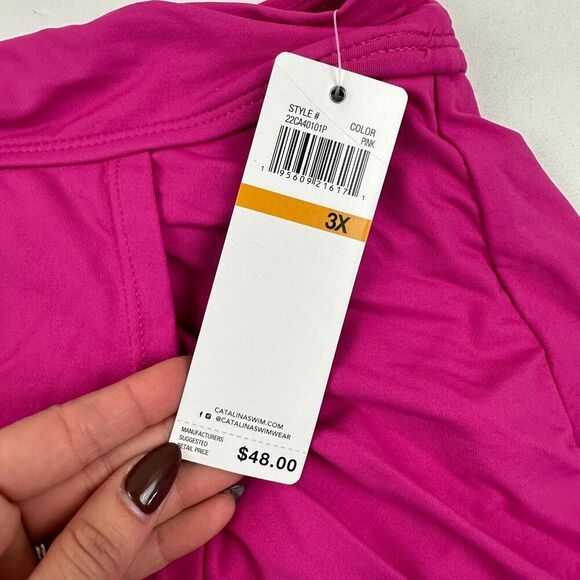 STYLE #
22CA40101P
COLOR
PINK
1 95609 21617 1
3X
CATALINASWIM.COM
@CATALINASWIMWEAR
MANUFACTURERS
SUGGESTED
RETAIL PRICE
$48.00